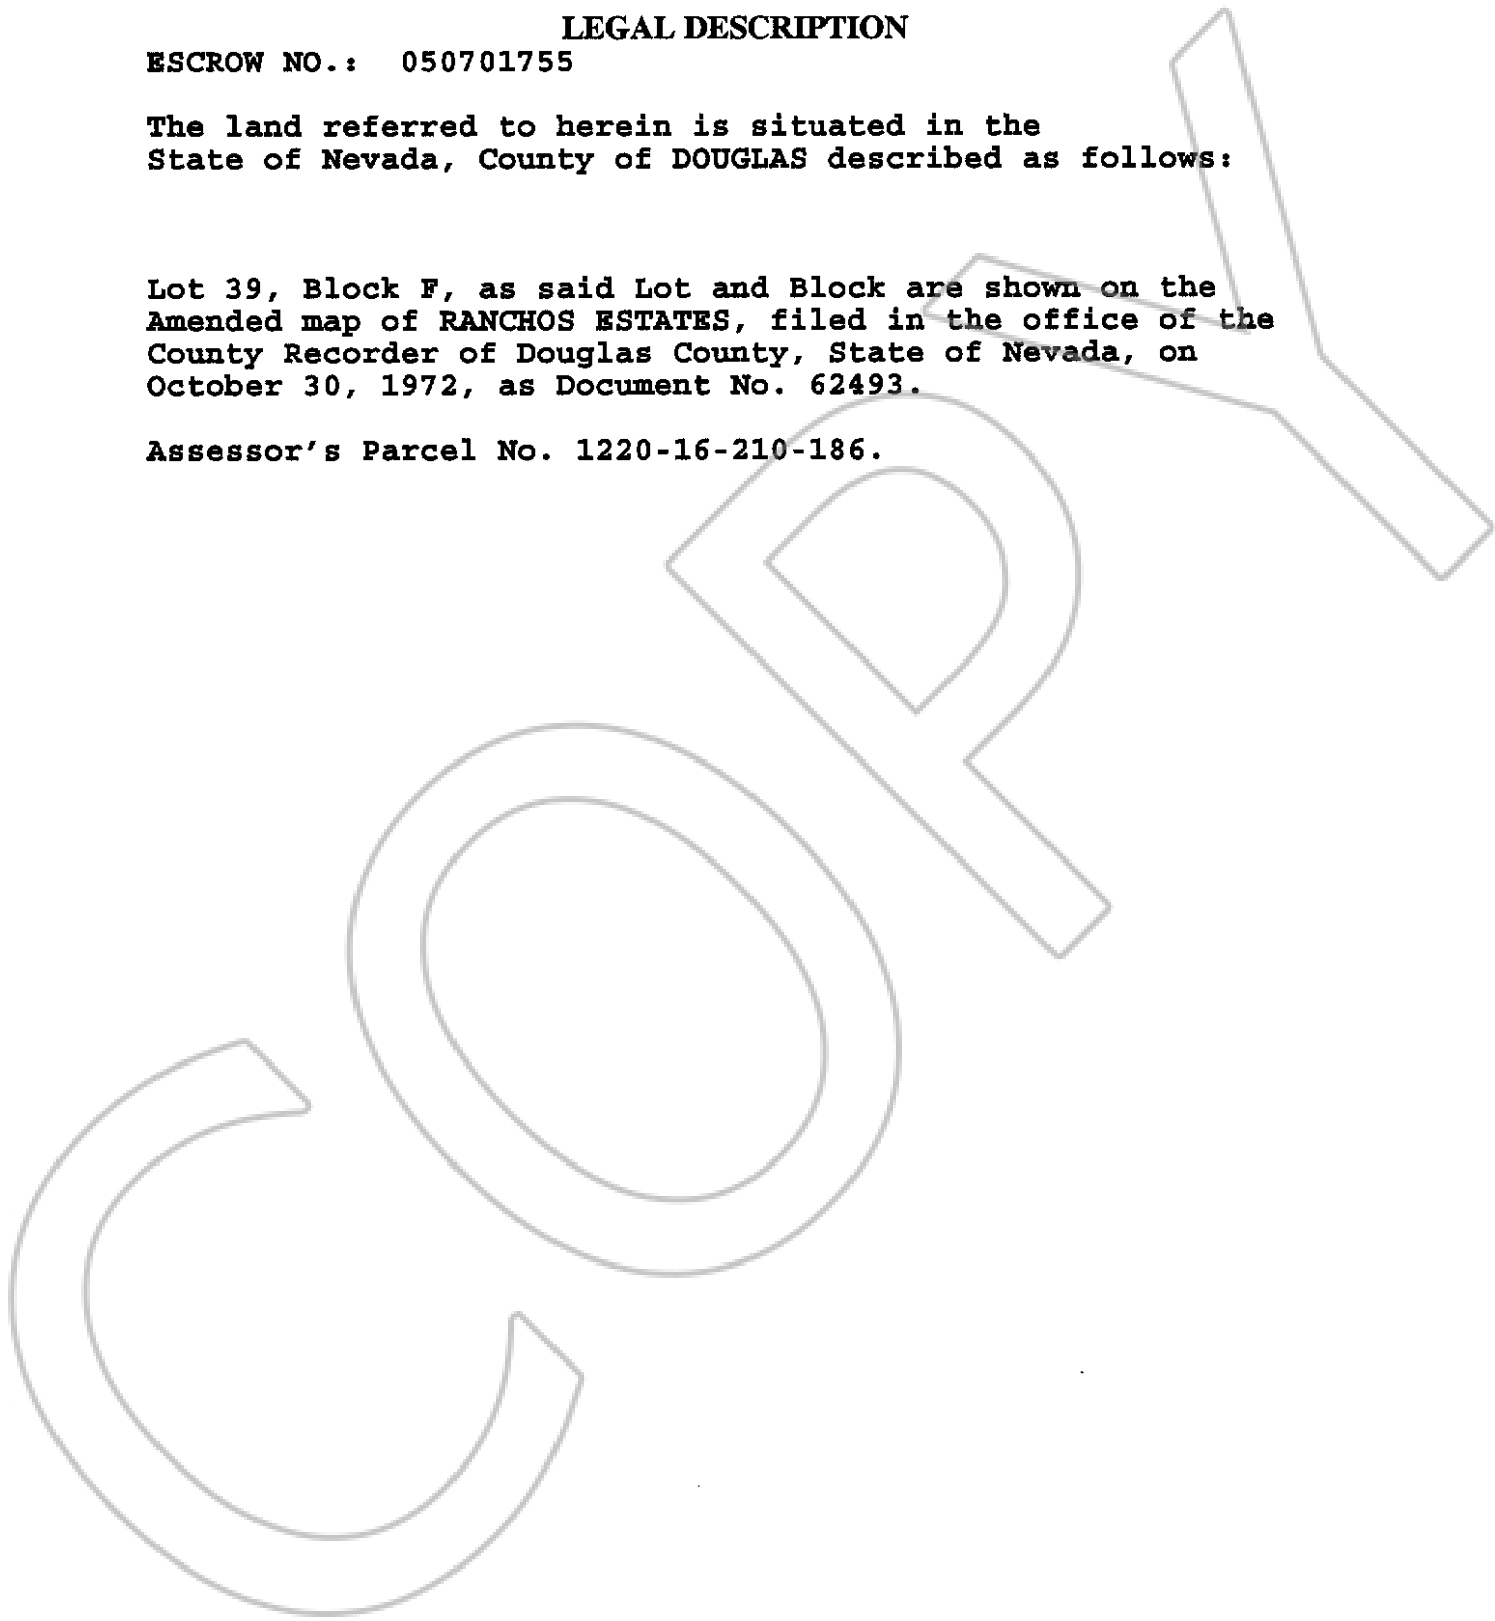 LEGAL DESCRIPTION
ESCROW NO.: 050701755
The land referred to herein is situated in the
State of Nevada, County of DOUGLAS described as follows:
Lot 39, Block F, as said Lot and Block are shown on the
Amended map of RANCHOS ESTATES, filed in the office of the
County Recorder of Douglas County, State of Nevada, on
October 30, 1972, as Document No. 62493.
Assessor's Parcel No. 1220-16-210-186.
COPY